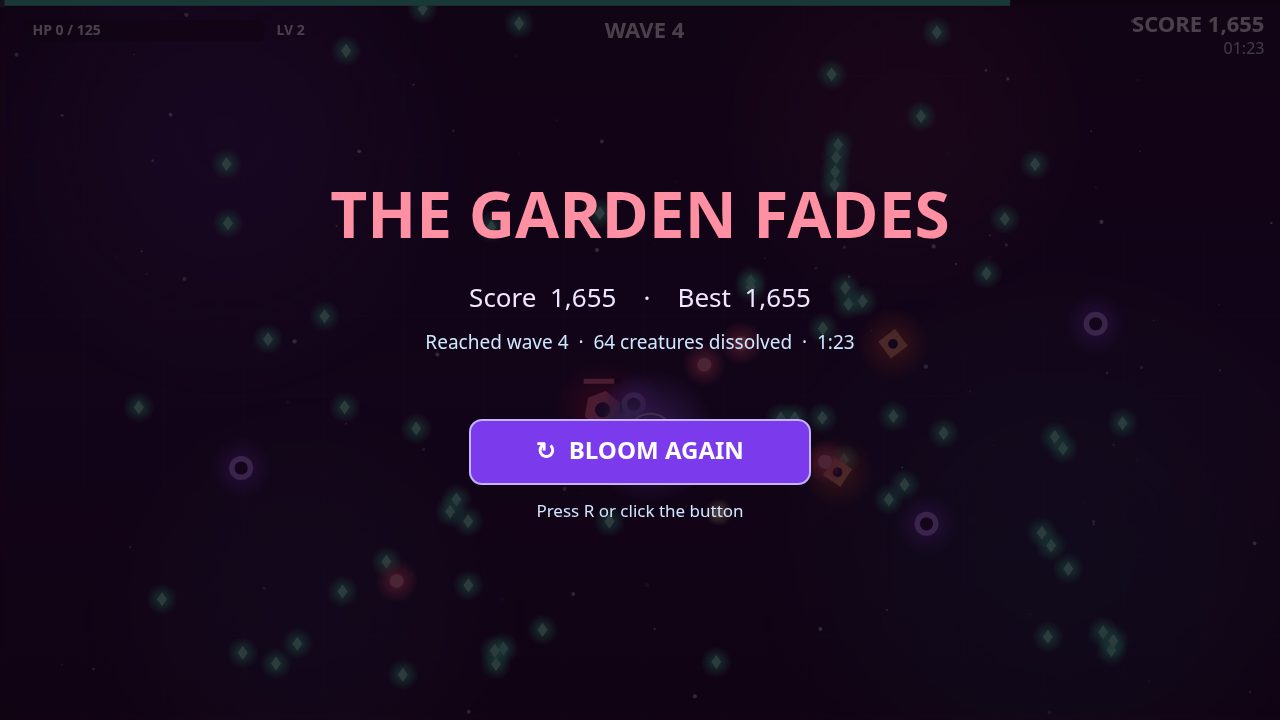 HP 0 / 125
LV 2
WAVE 4
SCORE 1,655
01:23
THE GARDEN FADES
Score 1,655 · Best 1,655
Reached wave 4 · 64 creatures dissolved · 1:23
↻ BLOOM AGAIN
Press R or click the button